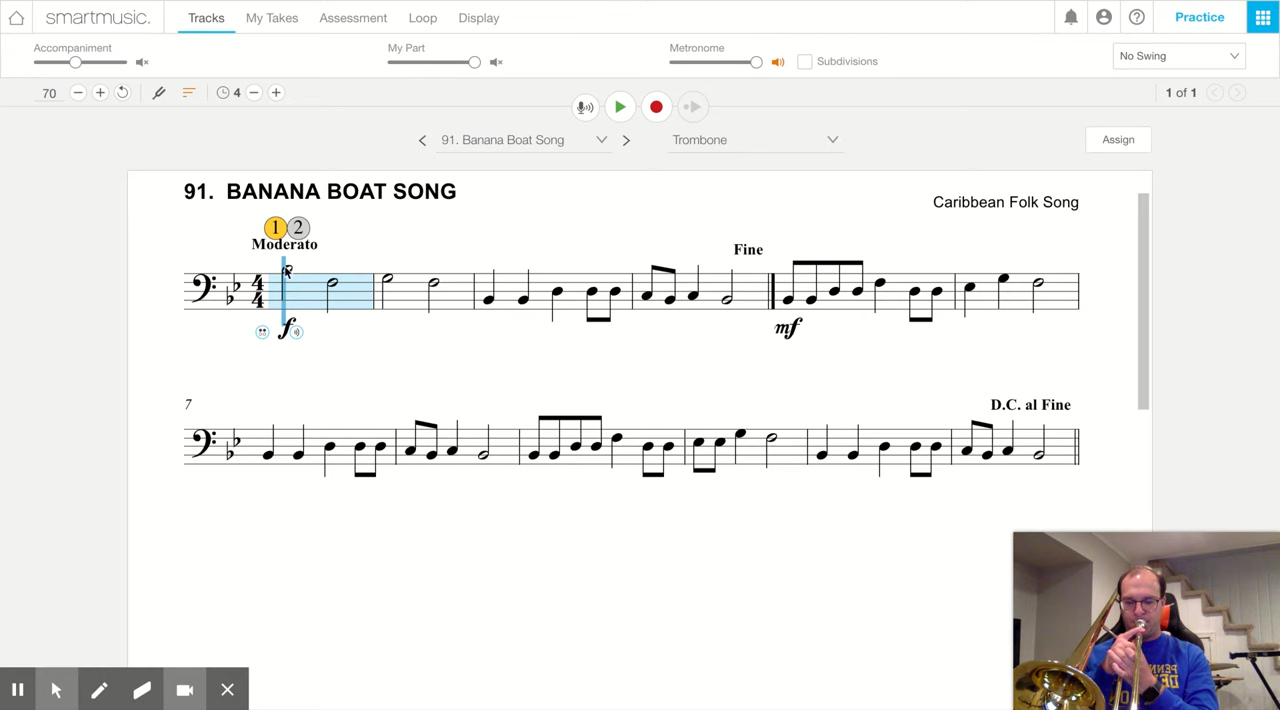 smartmusic. Tracks My Takes Assessment Loop Display Practice
Accompaniment My Part Metronome
Subdivisions No Swing
70 4 1 of 1
91. Banana Boat Song Trombone Assign
91. BANANA BOAT SONG
Caribbean Folk Song
1 2
Moderato Fine
4
4
f mf
7 D.C. al Fine